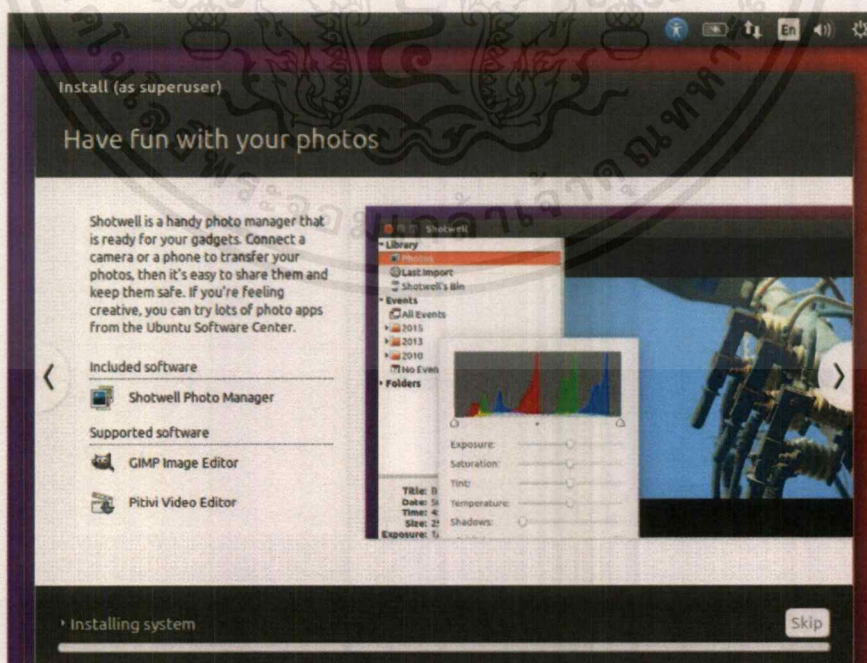 En
Install (as superuser)
Have fun with your photos
Shotwell is a handy photo manager that
is ready for your gadgets. Connect a
camera or a phone to transfer your
photos, then it's easy to share them and
keep them safe. If you're feeling
creative, you can try lots of photo apps
from the Ubuntu Software Center.
Included software
Shotwell Photo Manager
Supported software
GIMP Image Editor
Pitivi Video Editor
Shotwell
Library
Photos
Last Import
Shotwell's Bin
Events
All Events
2015
2013
2010
No Even
Folders
Exposure:
Saturation:
Tint:
Temperature:
Shadows:
Title:
Date:
Time: 4:
Size:
Exposure:
Installing system
Skip